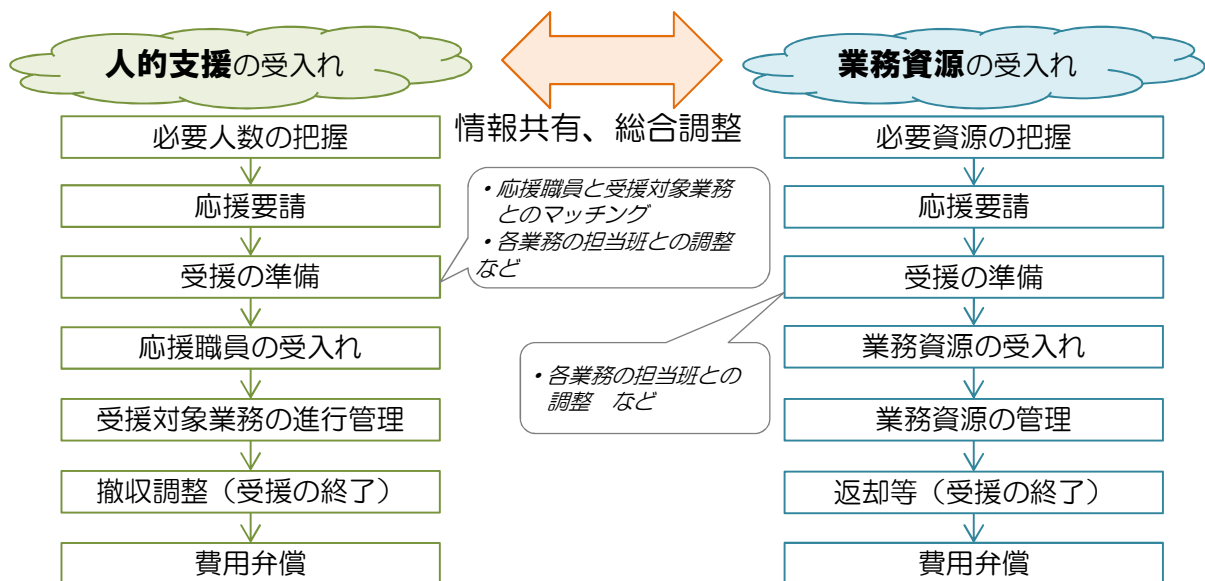 人的支援の受入れ
必要人数の把握
応援要請
受援の準備
応援職員の受入れ
受援対象業務の進行管理
撤収調整（受援の終了）
費用弁償
情報共有、総合調整
・応援職員と受援対象業務
とのマッチング
・各業務の担当班との調整
など
・各業務の担当班との
調整　など
業務資源の受入れ
必要資源の把握
応援要請
受援の準備
業務資源の受入れ
業務資源の管理
返却等（受援の終了）
費用弁償